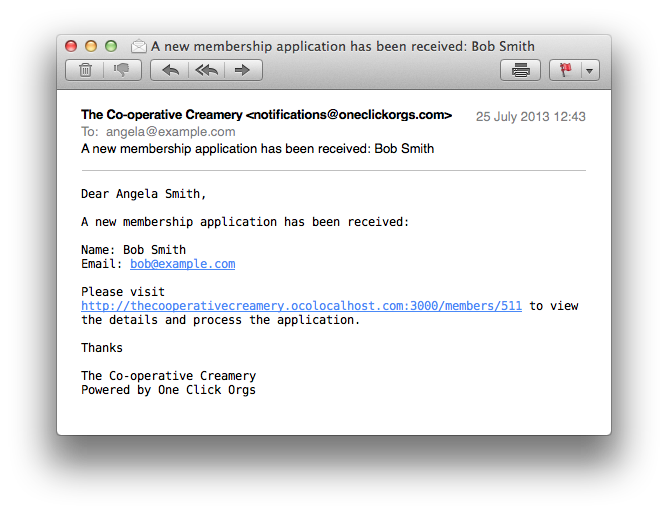 A new membership application has been received: Bob Smith
The Co-operative Creamery <notifications@oneclickorgs.com>
25 July 2013 12:43
To: angela@example.com
A new membership application has been received: Bob Smith
Dear Angela Smith,
A new membership application has been received:
Name: Bob Smith
Email: bob@example.com
Please visit
http://thecooperativecreamery.ocolocalhost.com:3000/members/511 to view
the details and process the application.
Thanks
The Co-operative Creamery
Powered by One Click Orgs